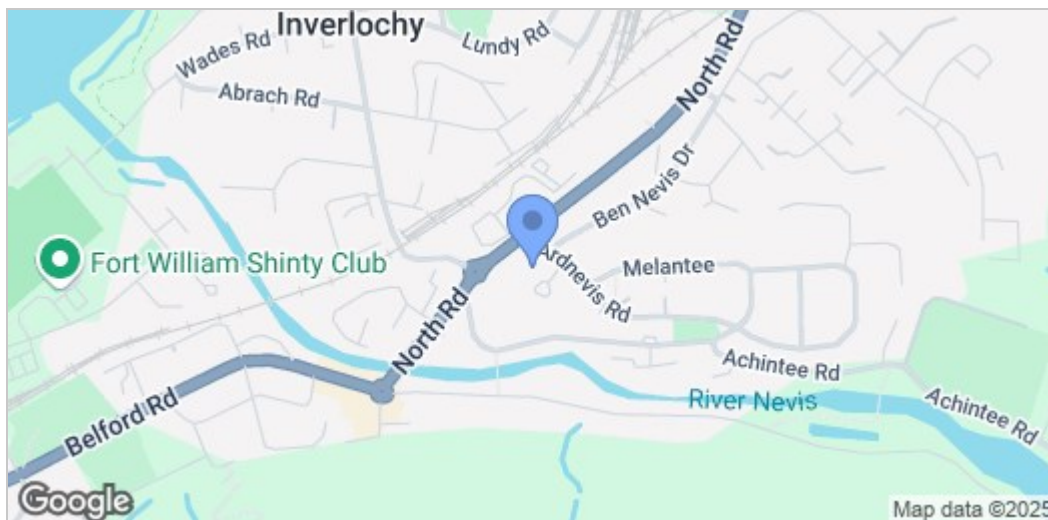 Inverlochy
Wades Rd
Lundy Rd
Abrach Rd
North Rd
Ben Nevis Dr
Ardnevis Rd
Melantee
Fort William Shinty Club
North Rd
Achintee Rd
Belford Rd
River Nevis
Achintee Rd
Google
Map data ©2025